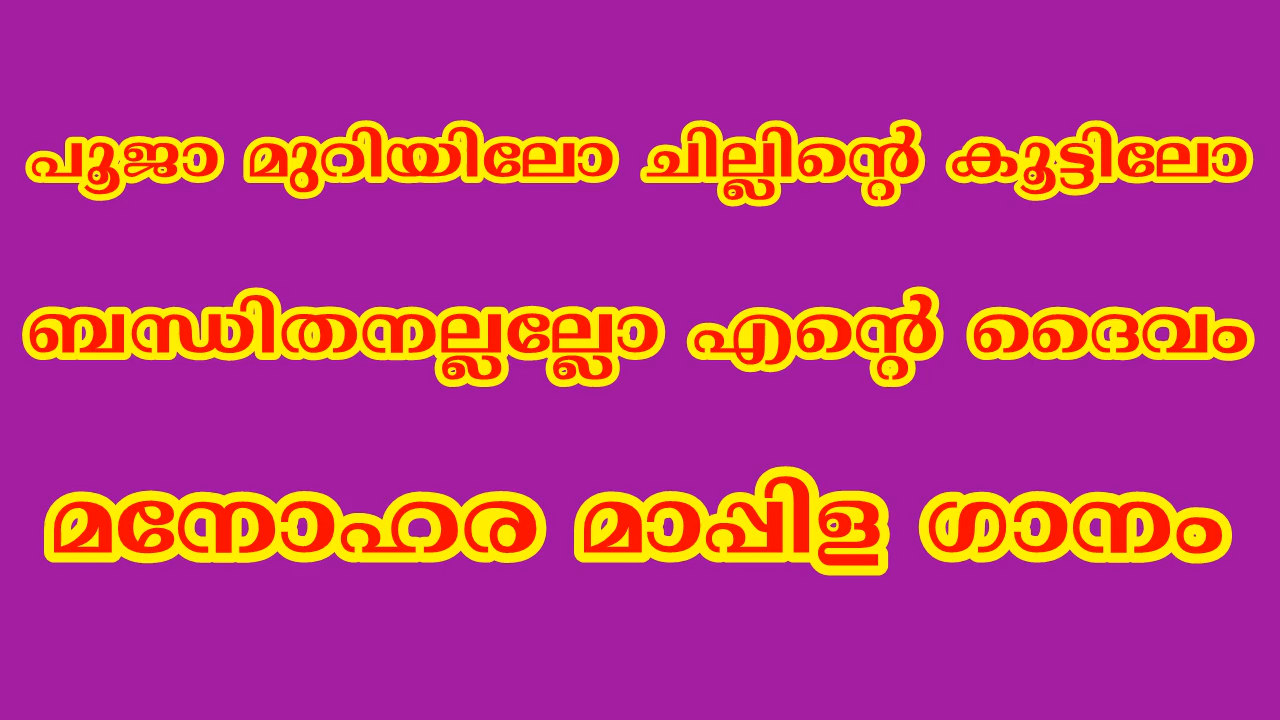 പൂജാ മുറിയിലോ ചില്ലിന്റെ കൂട്ടിലോ
ബന്ധിതനല്ലല്ലോ എന്റെ ദൈവം
മനോഹര മാപ്പിള ഗാനം